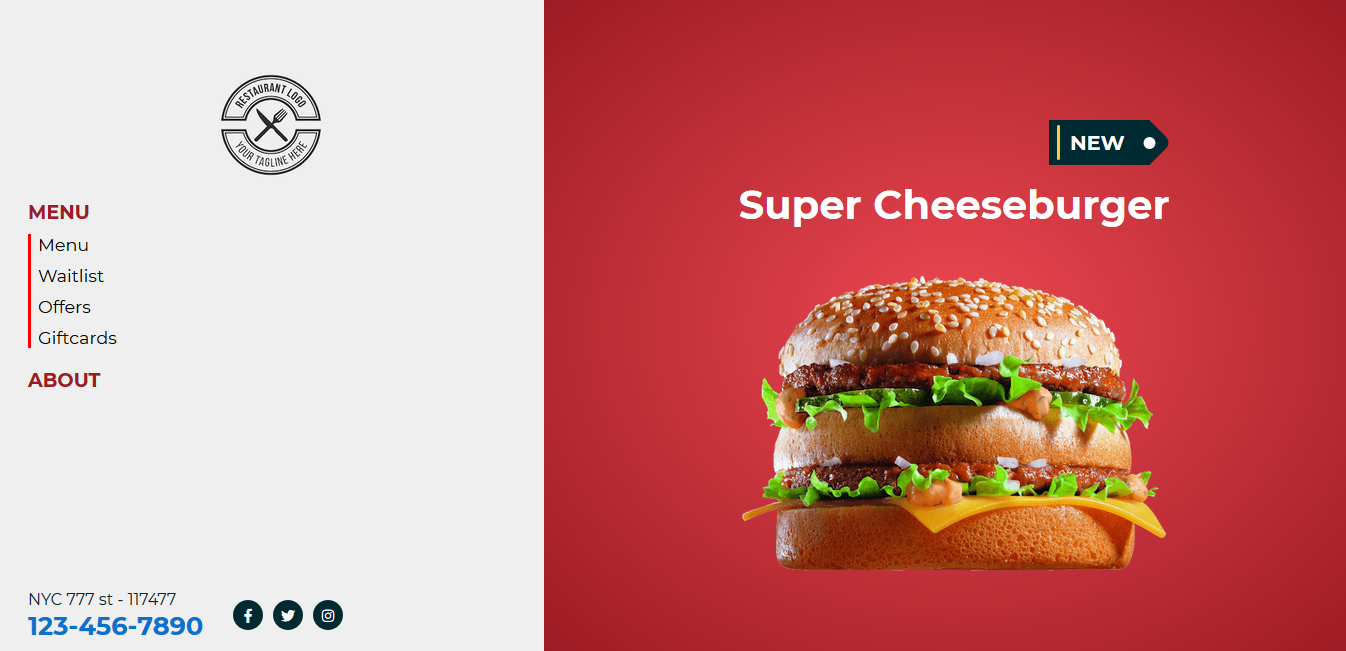 RESTAURANT LOGO
YOUR TAGLINE HERE
MENU
Menu
Waitlist
Offers
Giftcards
ABOUT
NYC 777 st - 117477
123-456-7890
NEW
Super Cheeseburger